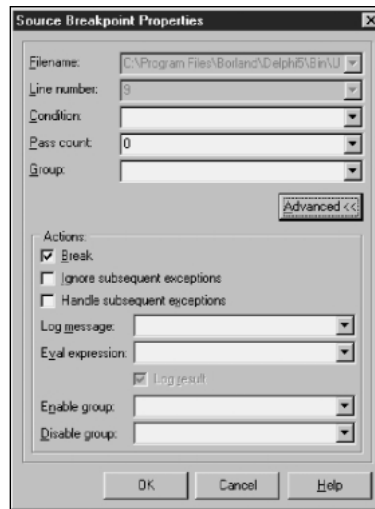 Source Breakpoint Properties
Filename: C:\Program Files\Borland\Delphi5\Bin\U
Line number: 9
Condition:
Pass count: 0
Group:
Advanced <<
Actions:
Break
Ignore subsequent exceptions
Handle subsequent exceptions
Log message:
Eval expression:
Log result
Enable group:
Disable group:
OK Cancel Help